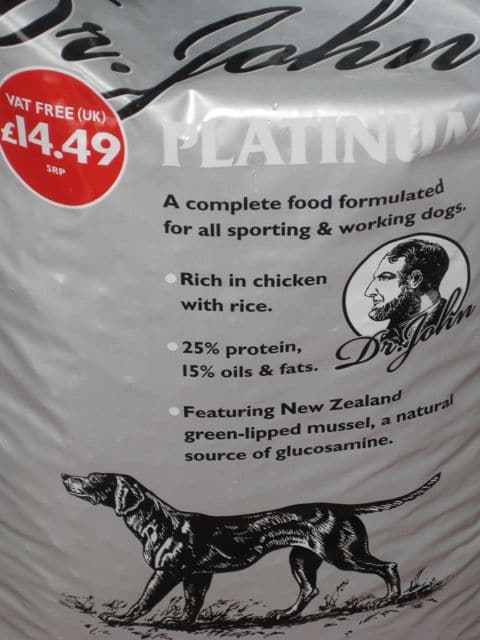 Dr. John
VAT FREE (UK)
£14.49
SRP
PLATINUM
A complete food formulated
for all sporting & working dogs.
Rich in chicken
with rice.
Dr. John
25% protein,
15% oils & fats.
Featuring New Zealand
green-lipped mussel, a natural
source of glucosamine.